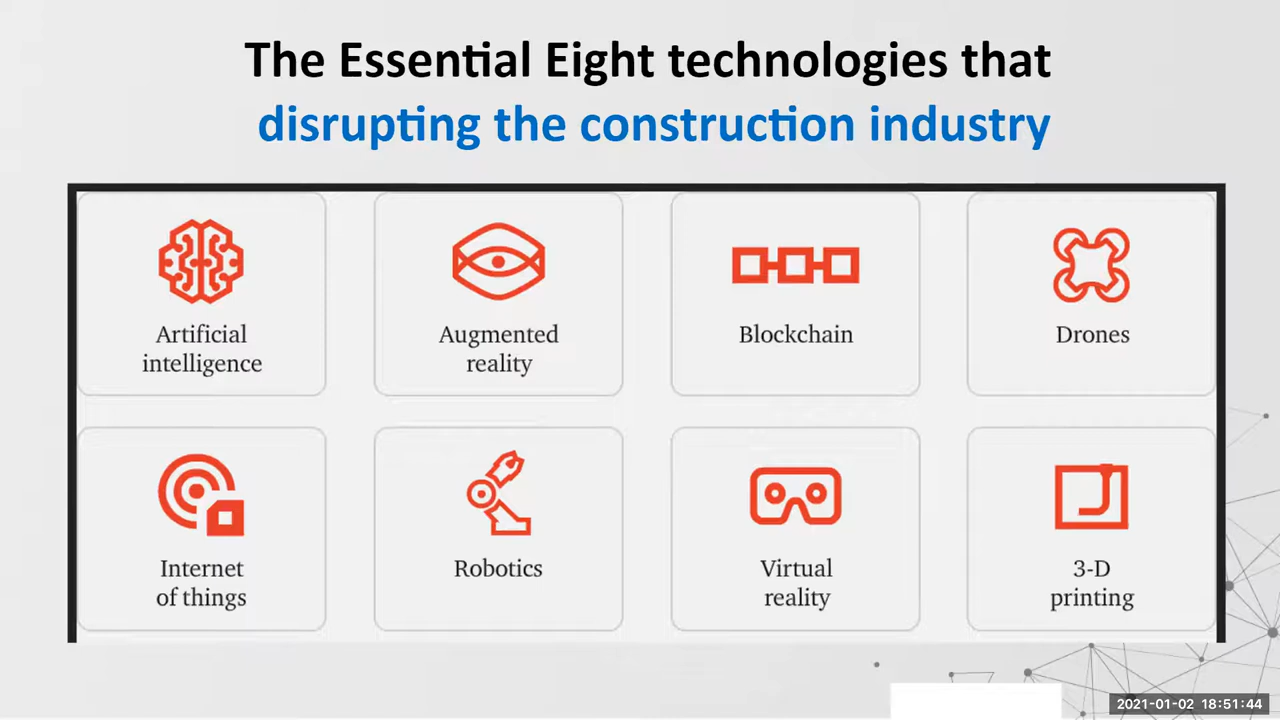 The Essential Eight technologies that
disrupting the construction industry
Artificial
intelligence
Augmented
reality
Blockchain
Drones
Internet
of things
Robotics
Virtual
reality
3-D
printing
2021-01-02 18:51:44